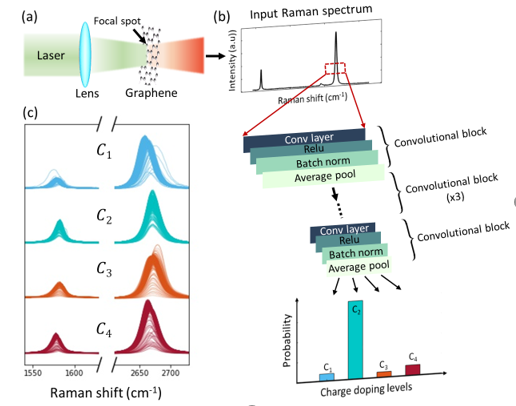 (a)
Focal spot
Laser
Lens
Graphene
(b)
Input Raman spectrum
Intensity (a.u)
Raman shift (cm⁻¹)
Conv layer
Relu
Batch norm
Average pool
Convolutional block
Convolutional block
(x3)
Conv layer
Relu
Batch norm
Average pool
Convolutional block
Probability
C₁
C₂
C₃
C₄
Charge doping levels
(c)
C₁
C₂
C₃
C₄
1550
1600
2650
2700
Raman shift (cm⁻¹)